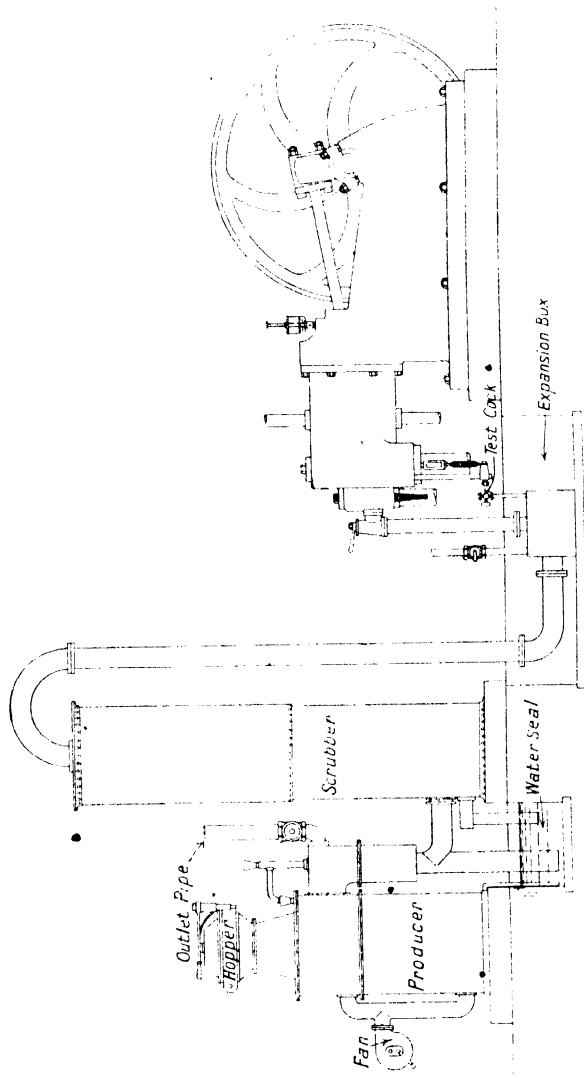 Fan
Hopper
Outlet Pipe
Producer
Scrubber
Water Seal
Test Cock
Expansion Box